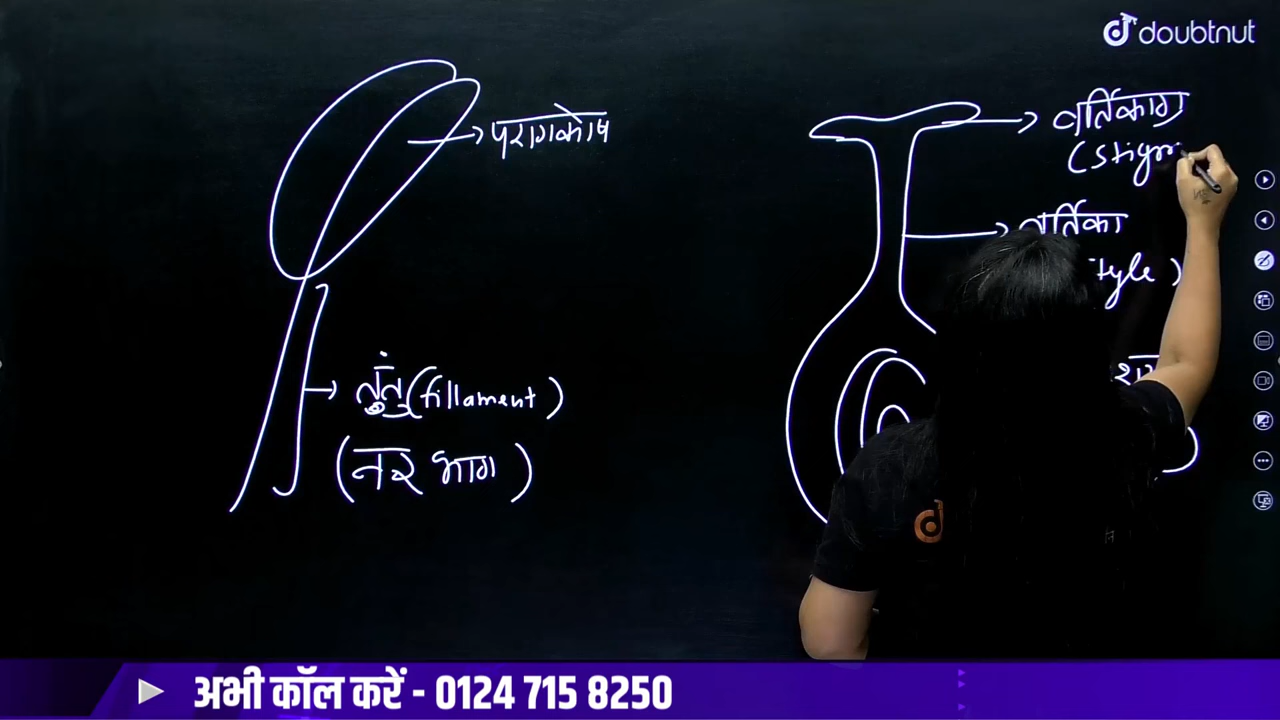 doubtnut
परागकोष
तंतु (fillament)
(नर भाग)
वर्तिकाग्र
(Stigm
वर्तिका
tyle)
अभी कॉल करें - 0124 715 8250